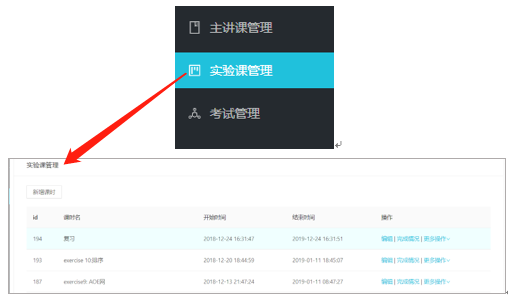 主讲课管理
实验课管理
考试管理
实验课管理
新增课时
id 课时名 开始时间 结束时间 操作
194 复习 2018-12-24 16:31:47 2019-12-24 16:31:51 编辑 | 完成情况 | 更多操作
193 exercise 10:排序 2018-12-20 18:44:59 2019-01-11 18:45:07 编辑 | 完成情况 | 更多操作
187 exercise9: AOE网 2018-12-13 21:47:24 2019-01-11 08:47:27 编辑 | 完成情况 | 更多操作